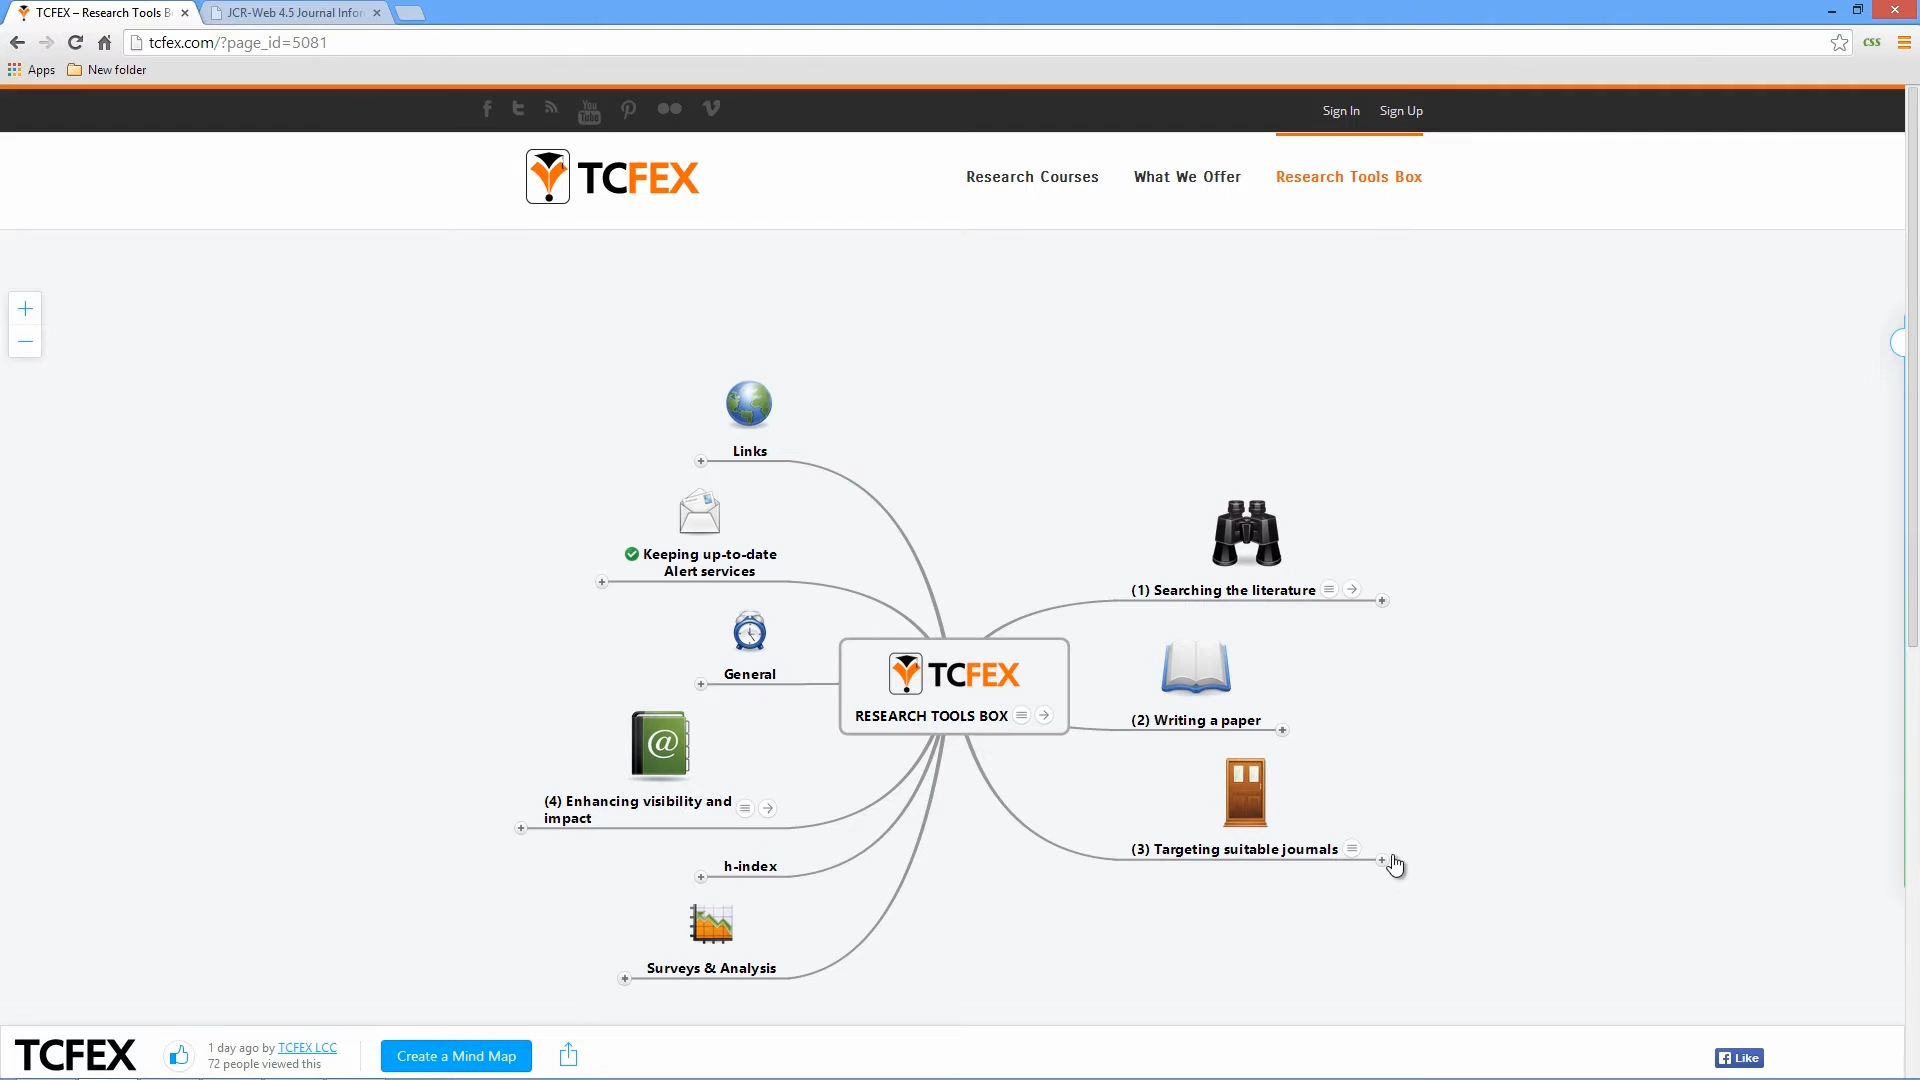 TCFEX – Research Tools B
JCR-Web 4.5 Journal Infor
tcfex.com/?page_id=5081
css
Apps
New folder
You
Tube
Sign In
Sign Up
TCFEX
Research Courses
What We Offer
Research Tools Box
Links
Keeping up-to-date
Alert services
(1) Searching the literature
General
TCFEX
RESEARCH TOOLS BOX
(2) Writing a paper
@
(4) Enhancing visibility and
impact
(3) Targeting suitable journals
h-index
Surveys & Analysis
TCFEX
1 day ago by TCFEX LCC
72 people viewed this
Create a Mind Map
Like